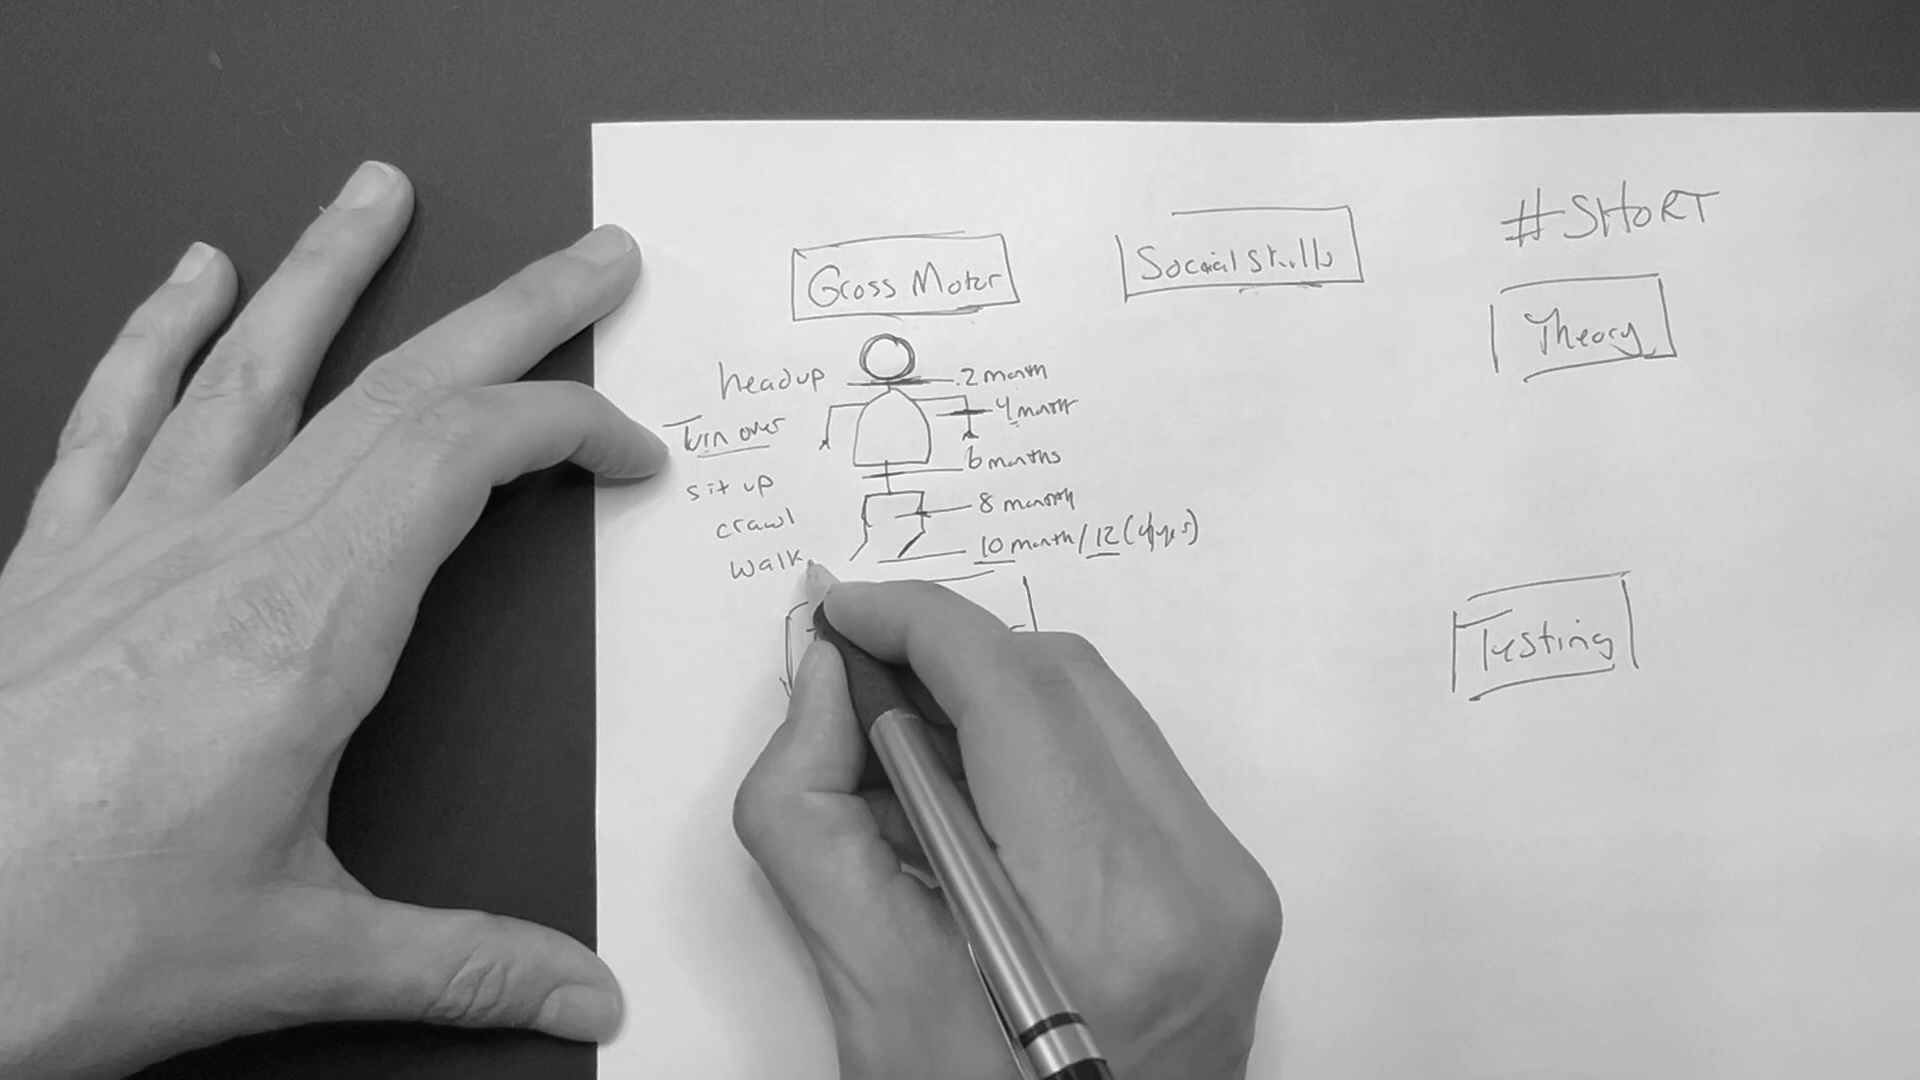 #SHORT
Gross Motor
Social Skills
Theory
head up 2 month
Turn over 4 month
sit up 6 months
crawl 8 month
walk 10 month/12
Testing